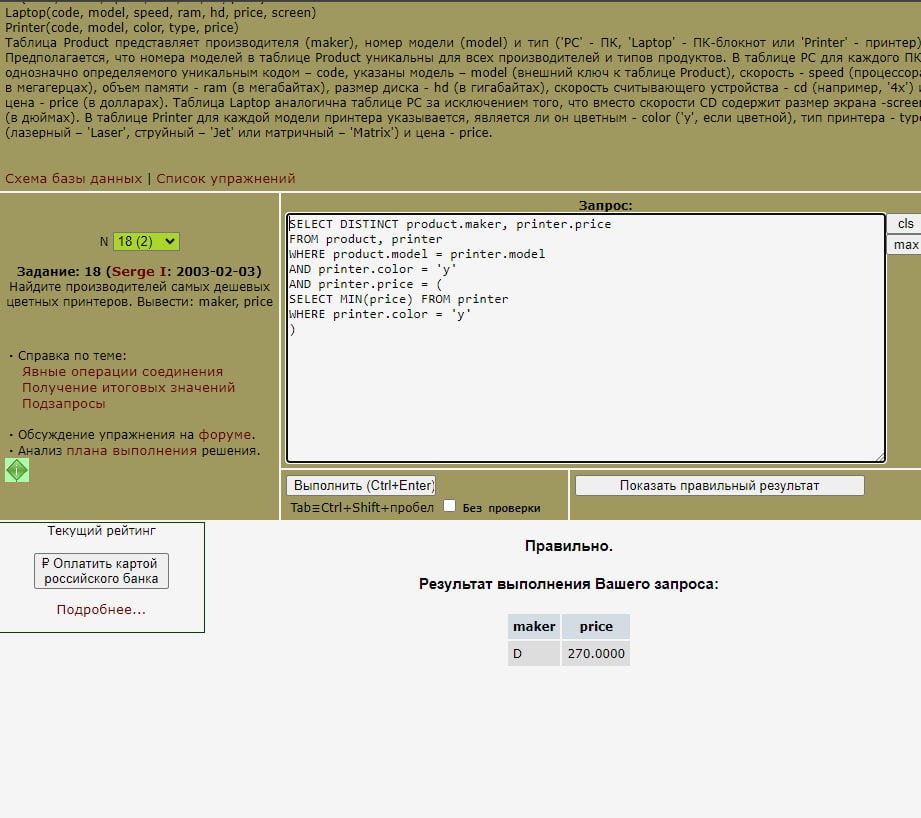 Laptop(code, model, speed, ram, hd, price, screen)
Printer(code, model, color, type, price)
Таблица Product представляет производителя (maker), номер модели (model) и тип ('PC' - ПК, 'Laptop' - ПК-блокнот или 'Printer' - принтер)
Предполагается, что номера моделей в таблице Product уникальны для всех производителей и типов продуктов. В таблице PC для каждого ПК
однозначно определяемого уникальным кодом – code, указаны модель – model (внешний ключ к таблице Product), скорость - speed (процессора
в мегагерцах), объем памяти - ram (в мегабайтах), размер диска - hd (в гигабайтах), скорость считывающего устройства - cd (например, '4x') и
цена - price (в долларах). Таблица Laptop аналогична таблице РС за исключением того, что вместо скорости CD содержит размер экрана -screen
(в дюймах). В таблице Printer для каждой модели принтера указывается, является ли он цветным - color ('y', если цветной), тип принтера - type
(лазерный – 'Laser', струйный – 'Jet' или матричный – 'Matrix') и цена - price.
Схема базы данных | Список упражнений
N 18 (2)
Задание: 18 (Serge I: 2003-02-03)
Найдите производителей самых дешевых
цветных принтеров. Вывести: maker, price
· Справка по теме:
Явные операции соединения
Получение итоговых значений
Подзапросы
· Обсуждение упражнения на форуме.
· Анализ плана выполнения решения.
Запрос:
SELECT DISTINCT product.maker, printer.price
FROM product, printer
WHERE product.model = printer.model
AND printer.color = 'y'
AND printer.price = (
SELECT MIN(price) FROM printer
WHERE printer.color = 'y'
)
cls
max
Выполнить (Ctrl+Enter)
Tab≡Ctrl+Shift+пробел Без проверки
Показать правильный результат
Текущий рейтинг
₽ Оплатить картой
российского банка
Подробнее...
Правильно.
Результат выполнения Вашего запроса:
maker price
D 270.0000